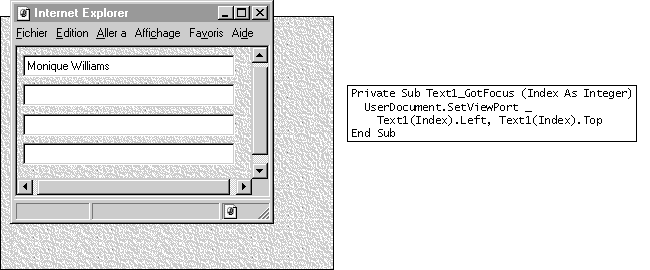 Internet Explorer
Fichier Edition Aller a Affichage Favoris Aide
Monique Williams
Private Sub Text1_GotFocus (Index As Integer)
UserDocument.SetViewPort _
Text1(Index).Left, Text1(Index).Top
End Sub